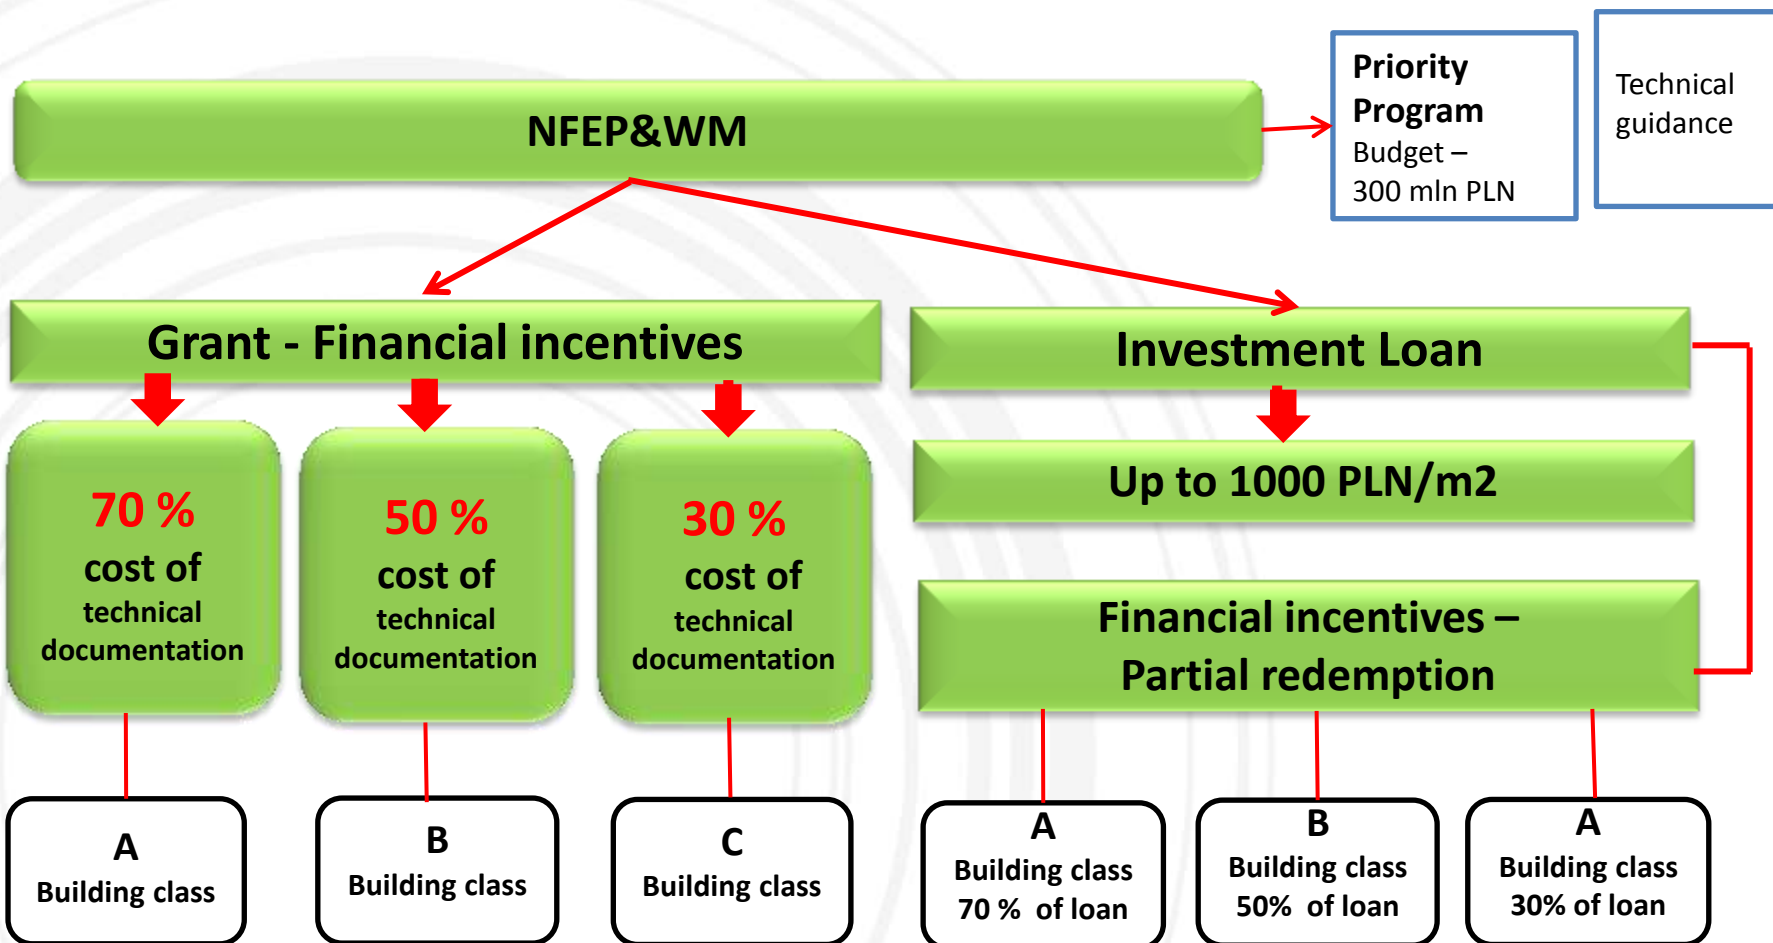 NFEP&WM
Priority
Program
Budget –
300 mln PLN
Technical
guidance
Grant - Financial incentives
Investment Loan
70 %
cost of
technical
documentation
50 %
cost of
technical
documentation
30 %
cost of
technical
documentation
Up to 1000 PLN/m2
Financial incentives –
Partial redemption
A
Building class
B
Building class
C
Building class
A
Building class
70 % of loan
B
Building class
50% of loan
A
Building class
30% of loan